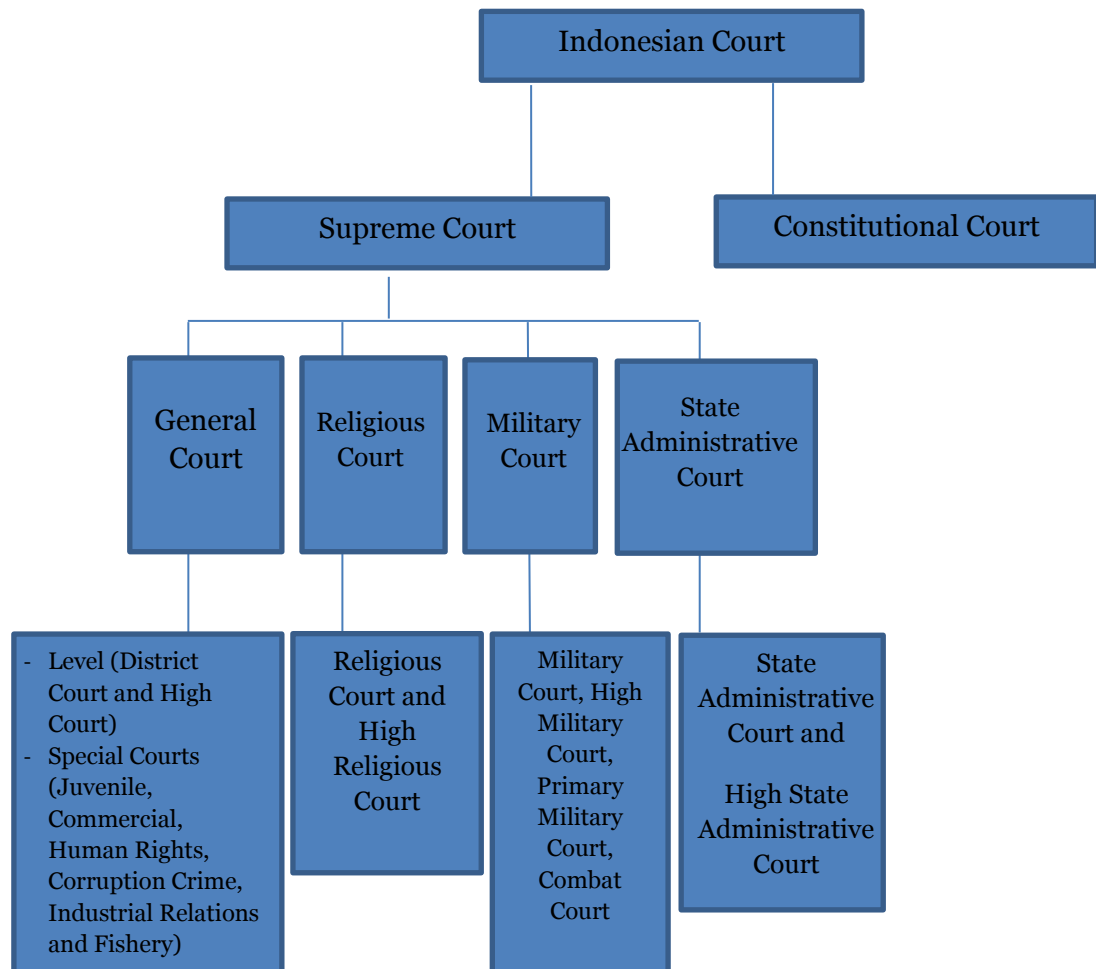 Indonesian Court
Supreme Court
Constitutional Court
General
Court
Religious
Court
Military
Court
State
Administrative
Court
- Level (District
Court and High
Court)
- Special Courts
(Juvenile,
Commercial,
Human Rights,
Corruption Crime,
Industrial Relations
and Fishery)
Religious
Court and
High
Religious
Court
Military
Court, High
Military
Court,
Primary
Military
Court,
Combat
Court
State
Administrative
Court and
High State
Administrative
Court